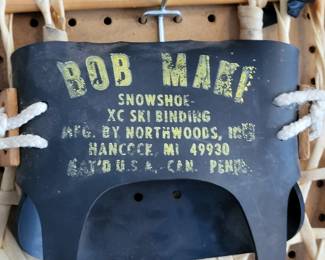 BOB MAKI
SNOWSHOE-
XC SKI BINDING
MFG. BY NORTHWOODS, INC
HANCOCK, MI 49930
PAT'D U.S.A.-CAN. PEND.